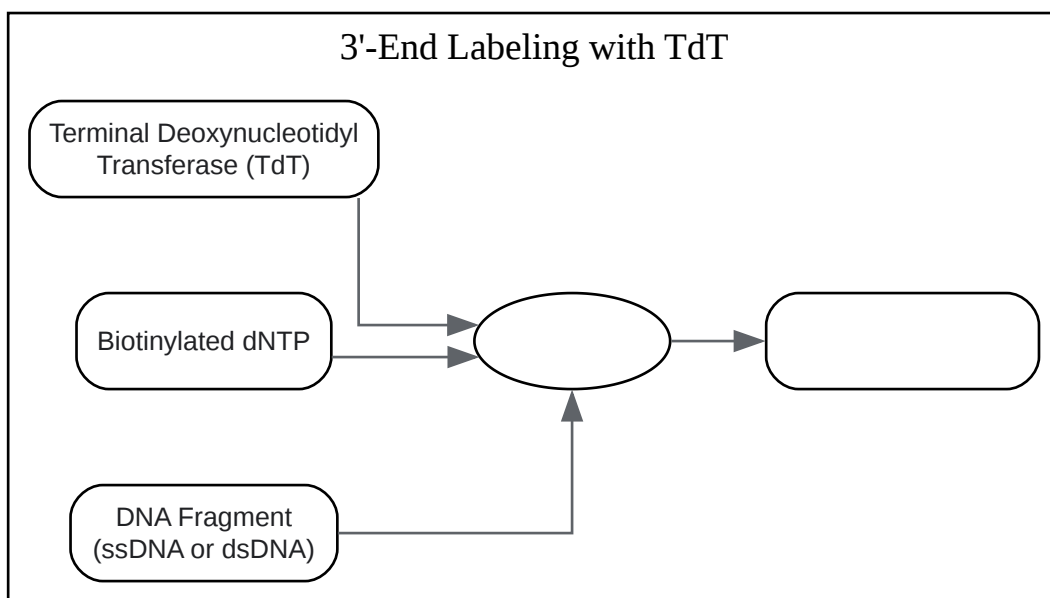 3'-End Labeling with TdT
Terminal Deoxynucleotidyl
Transferase (TdT)
Biotinylated dNTP
DNA Fragment
(ssDNA or dsDNA)